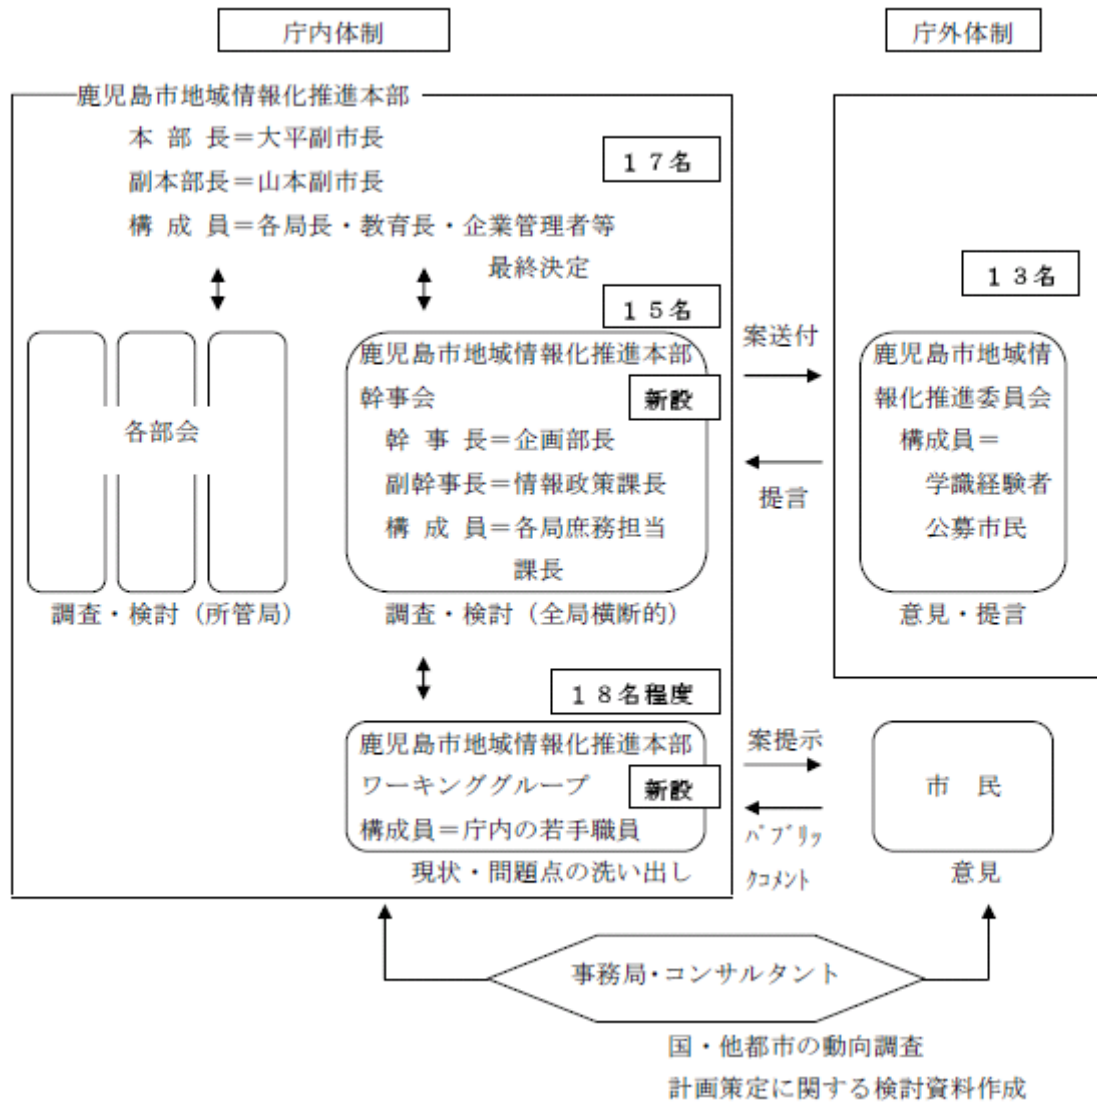 庁内体制
庁外体制
鹿児島市地域情報化推進本部
本 部 長＝大平副市長
１７名
副本部長＝山本副市長
構 成 員＝各局長・教育長・企業管理者等
最終決定
１３名
１５名
案送付
鹿児島市地域情報化推進本部
幹事会
新設
幹 事 長＝企画部長
副幹事長＝情報政策課長
構 成 員＝各局庶務担当
課長
各部会
提言
鹿児島市地域情
報化推進委員会
構成員＝
学識経験者
公募市民
調査・検討（所管局）
調査・検討（全局横断的）
意見・提言
１８名程度
鹿児島市地域情報化推進本部
ワーキンググループ
新設
構成員＝庁内の若手職員
現状・問題点の洗い出し
案提示
ﾊﾟﾌﾞﾘｯ
ｸｺﾒﾝﾄ
市　民
意見
事務局・コンサルタント
国・他都市の動向調査
計画策定に関する検討資料作成